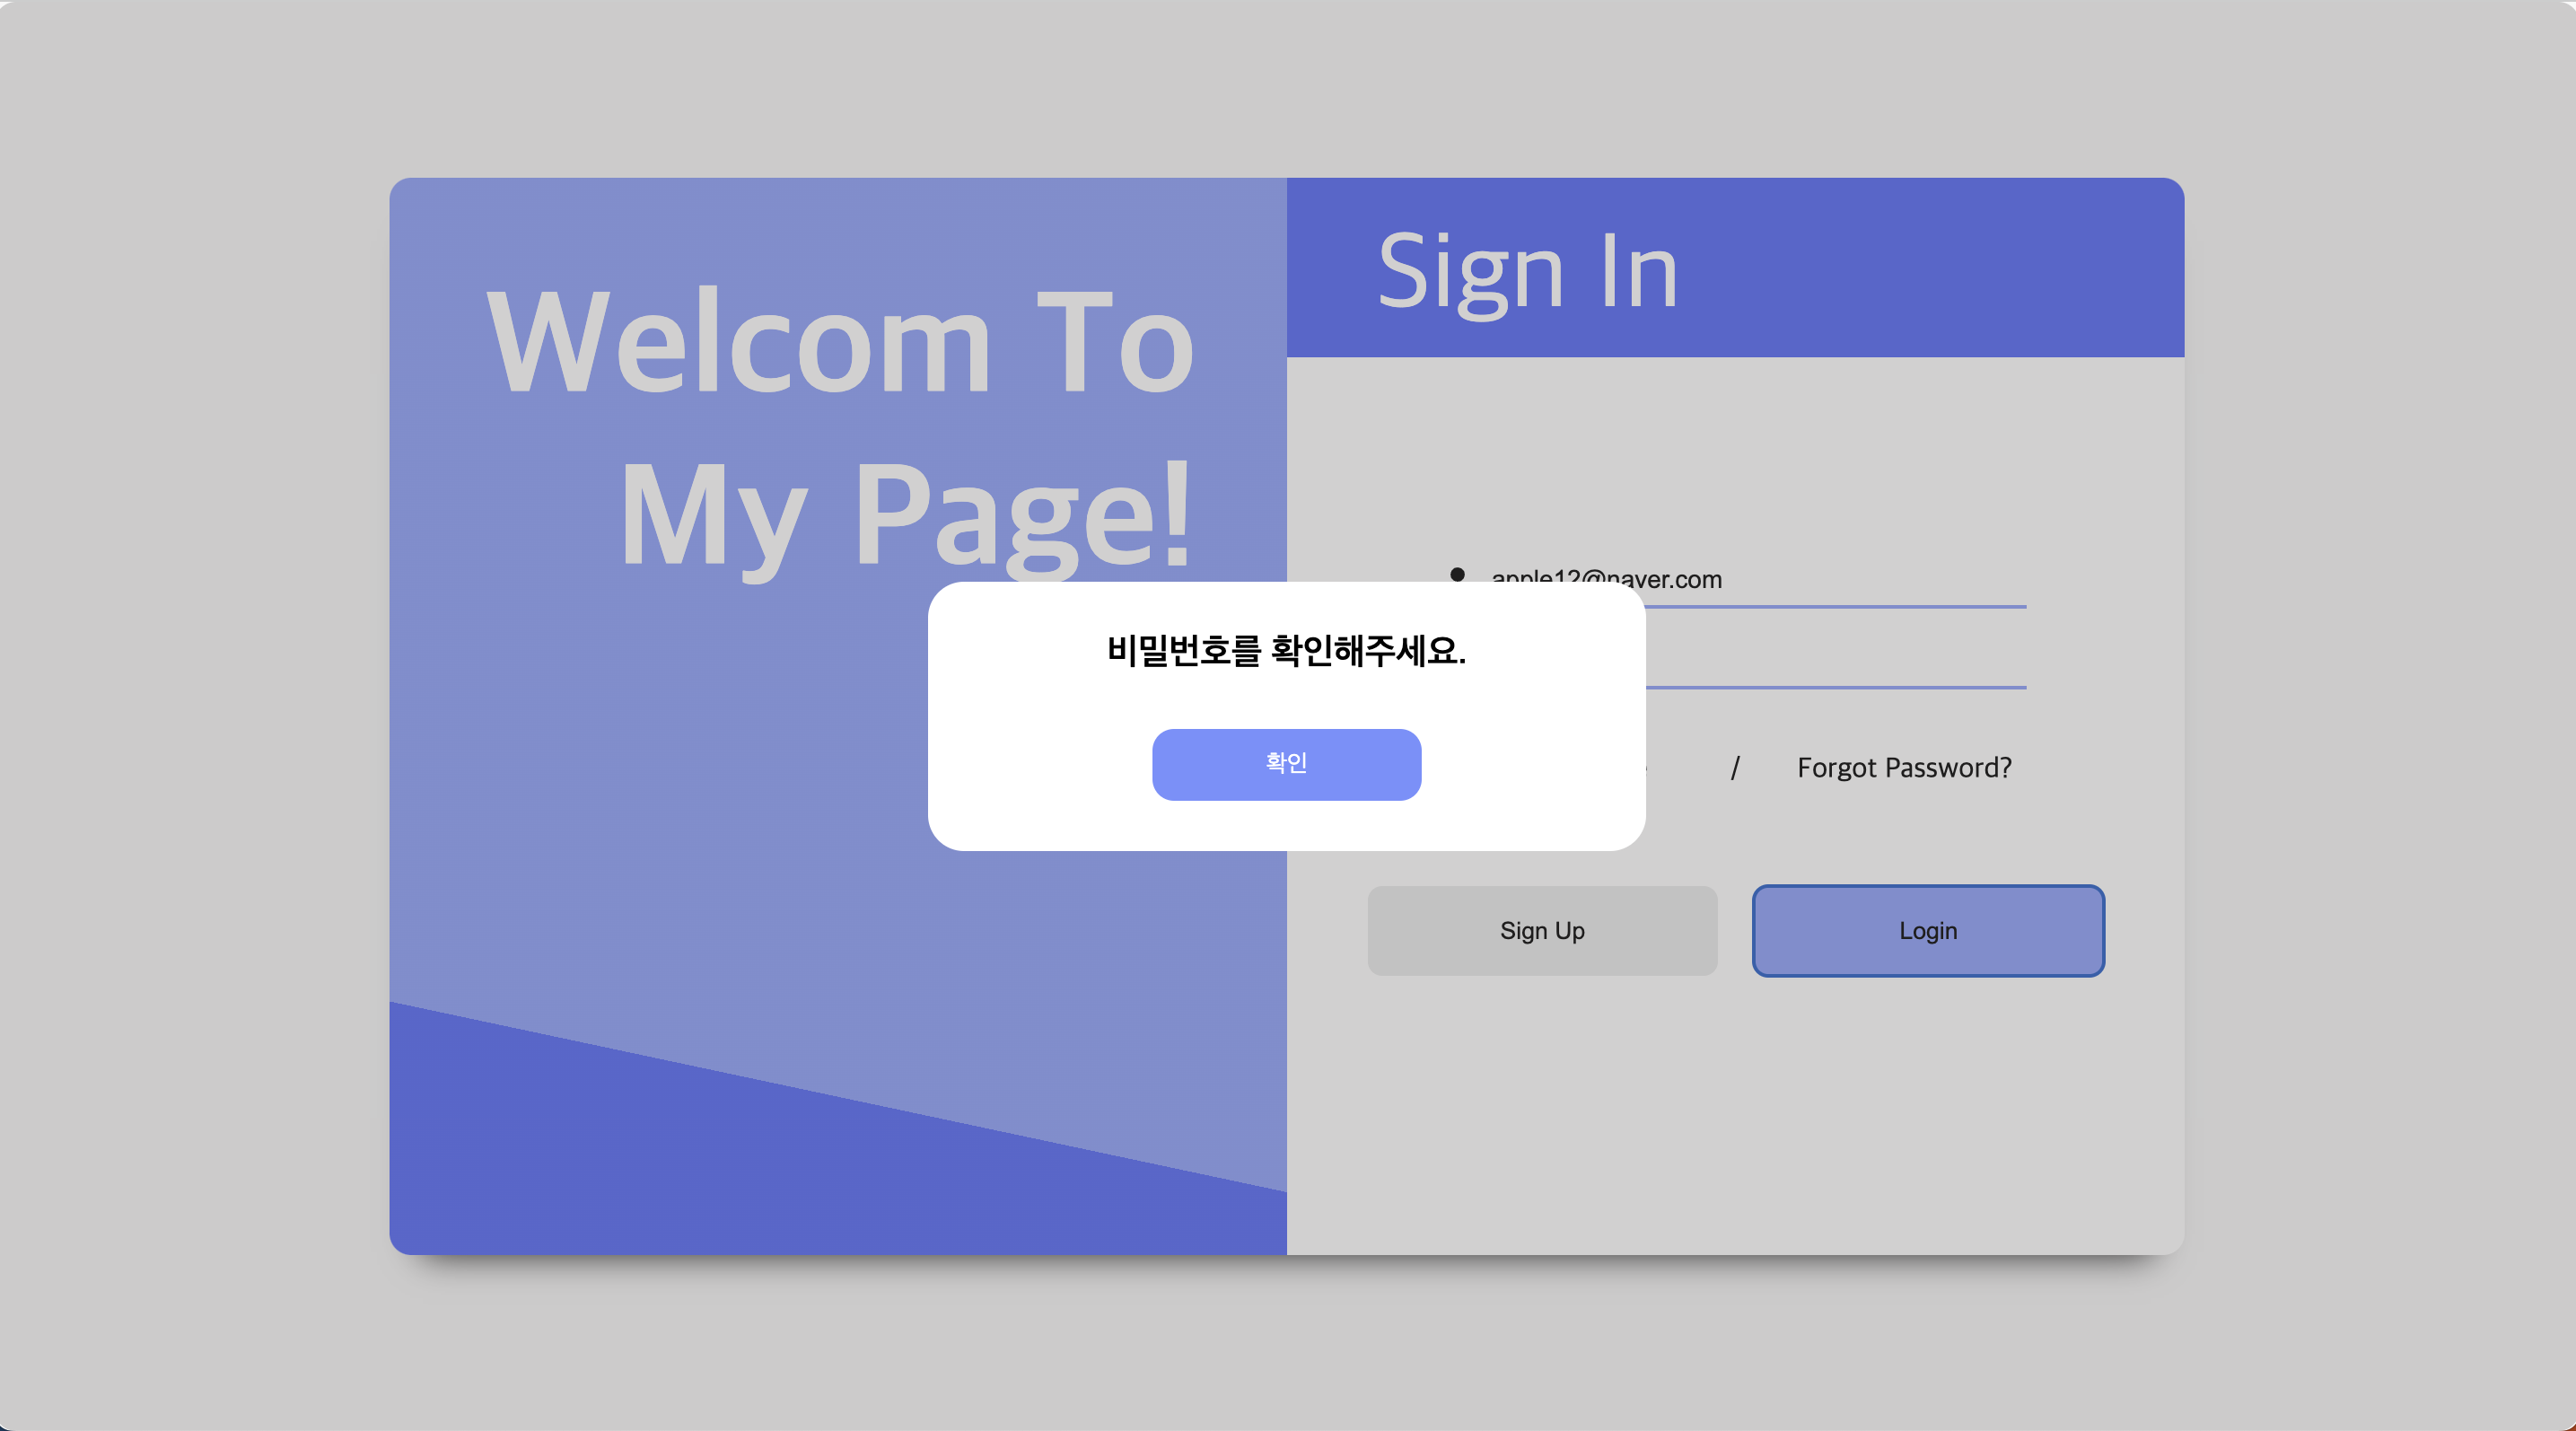 Welcom To
My Page!
Sign In
apple12@naver.com
비밀번호를 확인해주세요.
확인
/ Forgot Password?
Sign Up
Login